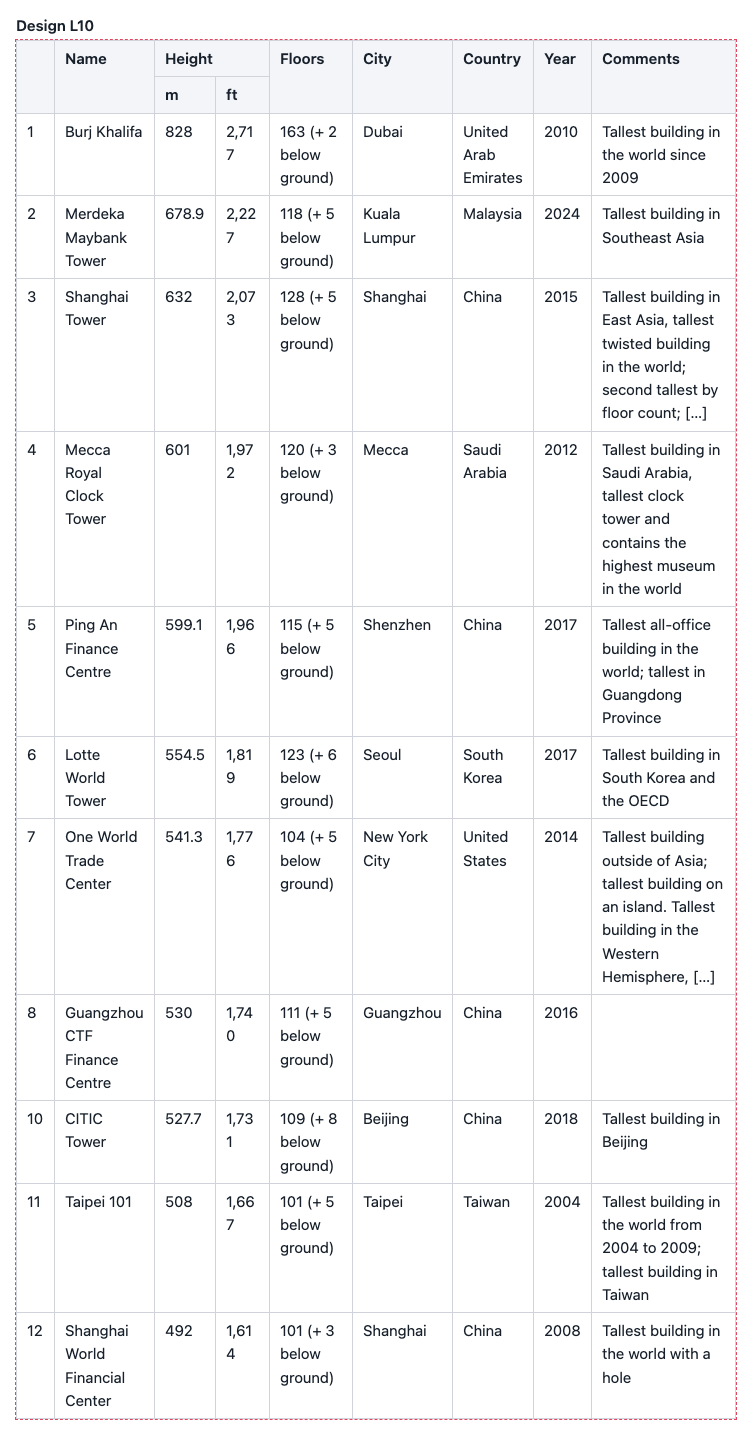 Design L10
Name Height Floors City Country Year Comments
m ft
1 Burj Khalifa 828 2,71 163 (+ 2 Dubai United 2010 Tallest building in
7 below Arab the world since
ground) Emirates 2009
2 Merdeka 678.9 2,22 118 (+ 5 Kuala Malaysia 2024 Tallest building in
Maybank 7 below Lumpur Southeast Asia
Tower ground)
3 Shanghai 632 2,07 128 (+ 5 Shanghai China 2015 Tallest building in
Tower 3 below East Asia, tallest
ground) twisted building
in the world;
second tallest by
floor count; [...]
4 Mecca 601 1,97 120 (+ 3 Mecca Saudi 2012 Tallest building in
Royal 2 below Arabia Saudi Arabia,
Clock ground) tallest clock
Tower tower and
contains the
highest museum
in the world
5 Ping An 599.1 1,96 115 (+ 5 Shenzhen China 2017 Tallest all-office
Finance 6 below building in the
Centre ground) world; tallest in
Guangdong
Province
6 Lotte 554.5 1,81 123 (+ 6 Seoul South 2017 Tallest building in
World 9 below Korea South Korea and
Tower ground) the OECD
7 One World 541.3 1,77 104 (+ 5 New York United 2014 Tallest building
Trade 6 below City States outside of Asia;
Center ground) tallest building on
an island. Tallest
building in the
Western
Hemisphere, [...]
8 Guangzhou 530 1,74 111 (+ 5 Guangzhou China 2016
CTF 0 below
Finance ground)
Centre
10 CITIC 527.7 1,73 109 (+ 8 Beijing China 2018 Tallest building in
Tower 1 below Beijing
ground)
11 Taipei 101 508 1,66 101 (+ 5 Taipei Taiwan 2004 Tallest building in
7 below the world from
ground) 2004 to 2009;
tallest building in
Taiwan
12 Shanghai 492 1,61 101 (+ 3 Shanghai China 2008 Tallest building in
World 4 below the world with a
Financial ground) hole
Center